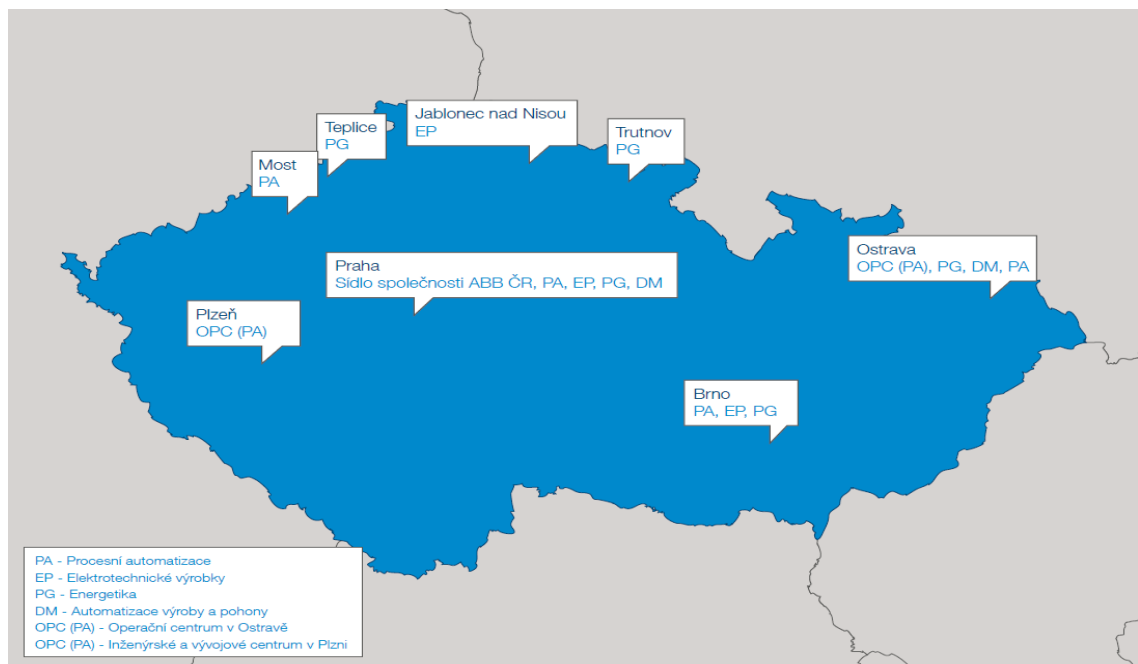 Jablonec nad Nisou
EP
Teplice
PG
Trutnov
PG
Most
PA
Ostrava
OPC (PA), PG, DM, PA
Praha
Sídlo společnosti ABB ČR, PA, EP, PG, DM
Plzeň
OPC (PA)
Brno
PA, EP, PG
PA - Procesní automatizace
EP - Elektrotechnické výrobky
PG - Energetika
DM - Automatizace výroby a pohony
OPC (PA) - Operační centrum v Ostravě
OPC (PA) - Inženýrské a vývojové centrum v Plzni